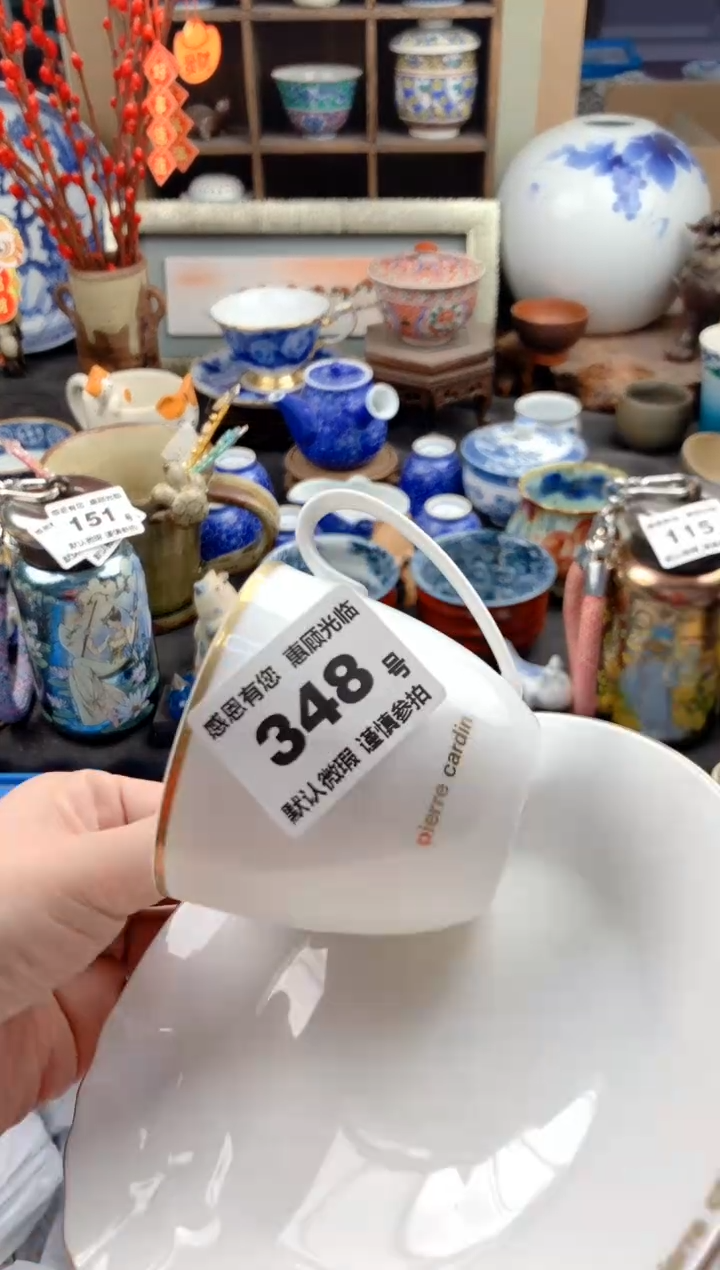 感恩有您 惠顾光临
348 号
默认微瑕 谨慎参拍
pierre cardin
151
115